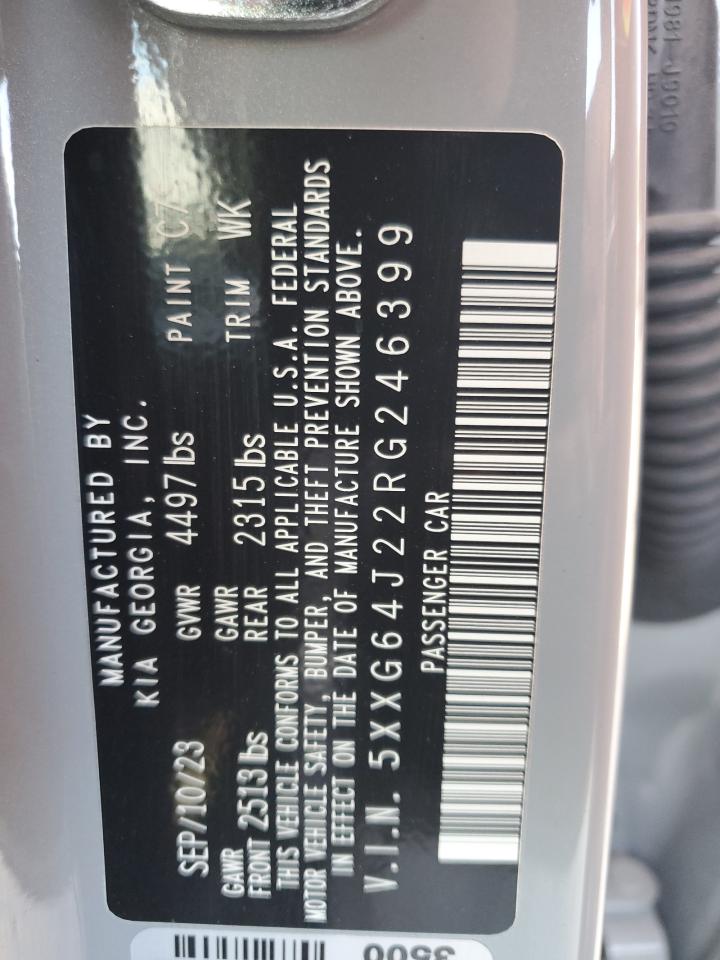 MANUFACTURED BY
KIA GEORGIA, INC.
SEP/10/23 GVWR 4497 lbs PAINT
GAWR FRONT 2513 lbs GAWR REAR 2315 lbs TRIM WK
THIS VEHICLE CONFORMS TO ALL APPLICABLE U.S.A. FEDERAL
MOTOR VEHICLE SAFETY, BUMPER, AND THEFT PREVENTION STANDARDS
IN EFFECT ON THE DATE OF MANUFACTURE SHOWN ABOVE.
V.I.N. 5XXG64J22RG246399
PASSENGER CAR
3500